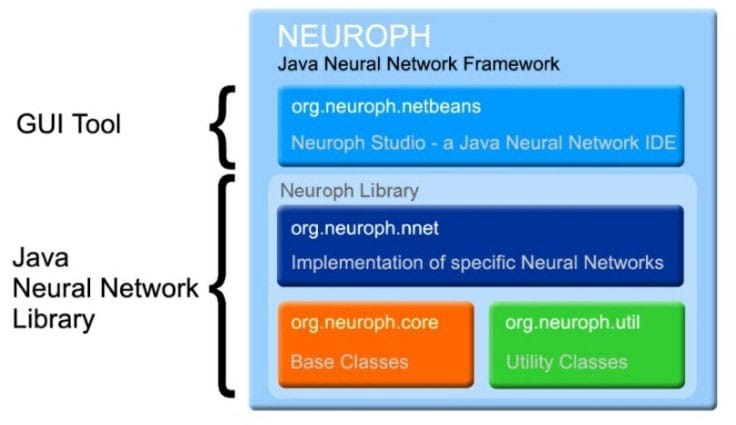 NEUROPH
Java Neural Network Framework
GUI Tool
org.neuroph.netbeans
Neuroph Studio - a Java Neural Network IDE
Neuroph Library
Java
Neural Network
Library
org.neuroph.nnet
Implementation of specific Neural Networks
org.neuroph.core
Base Classes
org.neuroph.util
Utility Classes